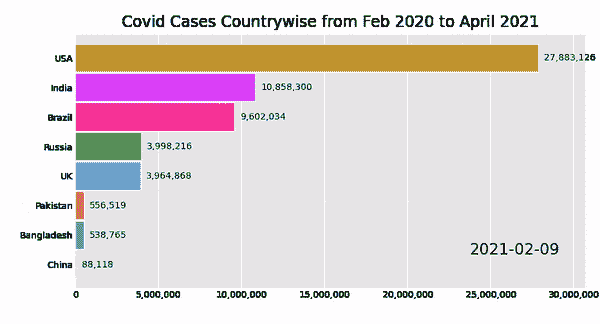 Covid Cases Countrywise from Feb 2020 to April 2021
USA 27,883,126
India 10,858,300
Brazil 9,602,034
Russia 3,998,216
UK 3,964,868
Pakistan 556,519
Bangladesh 538,765
China 88,118
2021-02-09
0 5,000,000 10,000,000 15,000,000 20,000,000 25,000,000 30,000,000